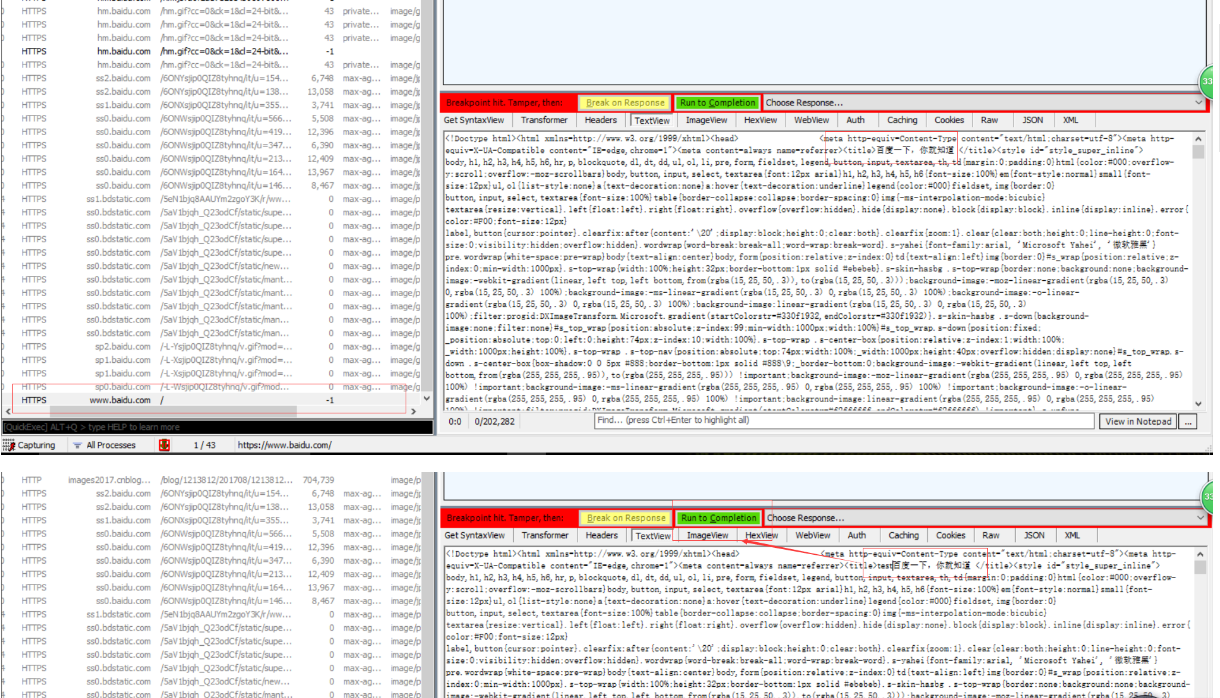 HTTPS hm.baidu.com /hm.gif?cc=0&ck=1&cl=24-bit&... 43 private... image/g
HTTPS hm.baidu.com /hm.gif?cc=0&ck=1&cl=24-bit&... 43 private... image/g
HTTPS hm.baidu.com /hm.gif?cc=0&ck=1&cl=24-bit&... -1
HTTPS hm.baidu.com /hm.gif?cc=0&ck=1&cl=24-bit&... 43 private... image/g
HTTPS ss2.baidu.com /6ONYsjip0QIZ8tyhnq/it/u=154... 6,748 max-ag...
HTTPS ss2.baidu.com /6ONYsjip0QIZ8tyhnq/it/u=138... 13,058 max-ag...
HTTPS ss1.baidu.com /6ONXsjip0QIZ8tyhnq/it/u=355... 3,741 max-ag...
HTTPS ss0.baidu.com /6ONWsjip0QIZ8tyhnq/it/u=566... 5,508 max-ag...
HTTPS ss0.baidu.com /6ONWsjip0QIZ8tyhnq/it/u=419... 12,396 max-ag...
HTTPS ss0.baidu.com /6ONWsjip0QIZ8tyhnq/it/u=347... 6,390 max-ag...
HTTPS ss0.baidu.com /6ONWsjip0QIZ8tyhnq/it/u=213... 12,409 max-ag...
HTTPS ss0.baidu.com /6ONWsjip0QIZ8tyhnq/it/u=164... 13,967 max-ag...
HTTPS ss0.baidu.com /6ONWsjip0QIZ8tyhnq/it/u=146... 8,467 max-ag...
HTTPS ss1.bdstatic.com /5eN1bjq8AAUYm2zgoY3K/r/ww... 0 max-ag... image/p
HTTPS ss0.bdstatic.com /5aV1bjqh_Q23odCf/static/supe... 0 max-ag... image/p
HTTPS ss0.bdstatic.com /5aV1bjqh_Q23odCf/static/supe... 0 max-ag... image/p
HTTPS ss0.bdstatic.com /5aV1bjqh_Q23odCf/static/supe... 0 max-ag... image/p
HTTPS ss0.bdstatic.com /5aV1bjqh_Q23odCf/static/new... 0 max-ag... image/p
HTTPS ss0.bdstatic.com /5aV1bjqh_Q23odCf/static/mant... 0 max-ag... image/p
HTTPS ss0.bdstatic.com /5aV1bjqh_Q23odCf/static/mant... 0 max-ag... image/p
HTTPS ss0.bdstatic.com /5aV1bjqh_Q23odCf/static/mant... 0 max-ag... image/p
HTTPS ss0.bdstatic.com /5aV1bjqh_Q23odCf/static/man... 0 max-ag... image/p
HTTPS ss0.bdstatic.com /5aV1bjqh_Q23odCf/static/man... 0 max-ag... image/p
HTTPS sp2.baidu.com /-L-Ysjip0QIZ8tyhnq/v.gif?mod=... 0 max-ag... image/g
HTTPS sp1.baidu.com /-L-Xsjip0QIZ8tyhnq/v.gif?mod=... 0 max-ag... image/g
HTTPS sp0.baidu.com /-L-Wsjip0QIZ8tyhnq/v.gif?mod... 0 max-ag... image/g
HTTPS www.baidu.com / -1
[QuickExec] ALT+Q > type HELP to learn more
Capturing All Processes 1 / 43 https://www.baidu.com/
33
Breakpoint hit. Tamper, then: Break on Response Run to Completion Choose Response...
Get SyntaxView Transformer Headers TextView ImageView HexView WebView Auth Caching Cookies Raw JSON XML
<!Doctype html><html xmlns=http://www.w3.org/1999/xhtml><head> <meta http-equiv=Content-Type content="text/html;charset=utf-8"><meta http-
equiv=X-UA-Compatible content="IE=edge,chrome=1"><meta content=always name=referrer><title>百度一下，你就知道 </title><style id="style_super_inline">
body,h1,h2,h3,h4,h5,h6,hr,p,blockquote,dl,dt,dd,ul,ol,li,pre,form,fieldset,legend,button,input,textarea,th,td{margin:0;padding:0}html{color:#000;overflow-
y:scroll;overflow:-moz-scrollbars}body,button,input,select,textarea{font:12px arial}h1,h2,h3,h4,h5,h6{font-size:100%}em{font-style:normal}small{font-
size:12px}ul,ol{list-style:none}a{text-decoration:none}a:hover{text-decoration:underline}legend{color:#000}fieldset,img{border:0}
button,input,select,textarea{font-size:100%}table{border-collapse:collapse;border-spacing:0}img{-ms-interpolation-mode:bicubic}
textarea{resize:vertical}.left{float:left}.right{float:right}.overflow{overflow:hidden}.hide{display:none}.block{display:block}.inline{display:inline}.error{
color:#F00;font-size:12px}
label,button{cursor:pointer}.clearfix:after{content:'\20';display:block;height:0;clear:both}.clearfix{zoom:1}.clear{clear:both;height:0;line-height:0;font-
size:0;visibility:hidden;overflow:hidden}.wordwrap{word-break:break-all;word-wrap:break-word}.s-yahei{font-family:arial,'Microsoft Yahei','微软雅黑'}
pre.wordwrap{white-space:pre-wrap}body{text-align:center}body,form{position:relative;z-index:0}td{text-align:left}img{border:0}#s_wrap{position:relative;z-
index:0;min-width:1000px}.s-top-wrap{width:100%;height:32px;border-bottom:1px solid #ebebeb}.s-skin-hasbg .s-top-wrap{border:none;background:none;background-
image:-webkit-gradient(linear,left top,left bottom,from(rgba(15,25,50,.3)),to(rgba(15,25,50,.3)));background-image:-moz-linear-gradient(rgba(15,25,50,.3)
0,rgba(15,25,50,.3) 100%);background-image:-ms-linear-gradient(rgba(15,25,50,.3) 0,rgba(15,25,50,.3) 100%);background-image:-o-linear-
gradient(rgba(15,25,50,.3) 0,rgba(15,25,50,.3) 100%);background-image:linear-gradient(rgba(15,25,50,.3) 0,rgba(15,25,50,.3)
100%);filter:progid:DXImageTransform.Microsoft.gradient(startColorstr=#330f1932,endColorstr=#330f1932)}.s-skin-hasbg .s-down{background-
image:none;filter:none}#s_top_wrap{position:absolute;z-index:99;min-width:1000px;width:100%}#s_top_wrap.s-down{position:fixed;
_position:absolute;top:0;left:0;height:74px;z-index:10;width:100%}.s-top-wrap .s-center-box{position:relative;z-index:1;width:100%;
_width:1000px;height:100%}.s-top-wrap .s-top-nav{position:absolute;top:74px;width:100%;_width:1000px;height:40px;overflow:hidden;display:none}#s_top_wrap.s-
down .s-center-box{box-shadow:0 0 5px #888;border-bottom:1px solid #888\9;_border-bottom:0;background-image:-webkit-gradient(linear,left top,left
bottom,from(rgba(255,255,255,.95)),to(rgba(255,255,255,.95))) !important;background-image:-moz-linear-gradient(rgba(255,255,255,.95) 0,rgba(255,255,255,.95)
100%) !important;background-image:-ms-linear-gradient(rgba(255,255,255,.95) 0,rgba(255,255,255,.95) 100%) !important;background-image:-o-linear-
gradient(rgba(255,255,255,.95) 0,rgba(255,255,255,.95) 100%) !important;background-image:linear-gradient(rgba(255,255,255,.95) 0,rgba(255,255,255,.95)
0:0 0/202,282 Find... (press Ctrl+Enter to highlight all) View in Notepad ...
HTTP images2017.cnblog... /blog/1213812/201708/1213812... 704,739 image/p
HTTPS ss2.baidu.com /6ONYsjip0QIZ8tyhnq/it/u=154... 6,748 max-ag...
HTTPS ss2.baidu.com /6ONYsjip0QIZ8tyhnq/it/u=138... 13,058 max-ag...
HTTPS ss1.baidu.com /6ONXsjip0QIZ8tyhnq/it/u=355... 3,741 max-ag...
HTTPS ss0.baidu.com /6ONWsjip0QIZ8tyhnq/it/u=566... 5,508 max-ag...
HTTPS ss0.baidu.com /6ONWsjip0QIZ8tyhnq/it/u=419... 12,396 max-ag...
HTTPS ss0.baidu.com /6ONWsjip0QIZ8tyhnq/it/u=347... 6,390 max-ag...
HTTPS ss0.baidu.com /6ONWsjip0QIZ8tyhnq/it/u=213... 12,409 max-ag...
HTTPS ss0.baidu.com /6ONWsjip0QIZ8tyhnq/it/u=164... 13,967 max-ag...
HTTPS ss0.baidu.com /6ONWsjip0QIZ8tyhnq/it/u=146... 8,467 max-ag...
HTTPS ss1.bdstatic.com /5eN1bjq8AAUYm2zgoY3K/r/ww... 0 max-ag... image/p
HTTPS ss0.bdstatic.com /5aV1bjqh_Q23odCf/static/supe... 0 max-ag... image/p
HTTPS ss0.bdstatic.com /5aV1bjqh_Q23odCf/static/supe... 0 max-ag... image/p
HTTPS ss0.bdstatic.com /5aV1bjqh_Q23odCf/static/supe... 0 max-ag... image/p
HTTPS ss0.bdstatic.com /5aV1bjqh_Q23odCf/static/new... 0 max-ag... image/p
HTTPS ss0.bdstatic.com /5aV1bjqh_Q23odCf/static/mant... 0 max-ag... image/p
33
Breakpoint hit. Tamper, then: Break on Response Run to Completion Choose Response...
Get SyntaxView Transformer Headers TextView ImageView HexView WebView Auth Caching Cookies Raw JSON XML
<!Doctype html><html xmlns=http://www.w3.org/1999/xhtml><head> <meta http-equiv=Content-Type content="text/html;charset=utf-8"><meta http-
equiv=X-UA-Compatible content="IE=edge,chrome=1"><meta content=always name=referrer><title>test百度一下，你就知道 </title><style id="style_super_inline">
body,h1,h2,h3,h4,h5,h6,hr,p,blockquote,dl,dt,dd,ul,ol,li,pre,form,fieldset,legend,button,input,textarea,th,td{margin:0;padding:0}html{color:#000;overflow-
y:scroll;overflow:-moz-scrollbars}body,button,input,select,textarea{font:12px arial}h1,h2,h3,h4,h5,h6{font-size:100%}em{font-style:normal}small{font-
size:12px}ul,ol{list-style:none}a{text-decoration:none}a:hover{text-decoration:underline}legend{color:#000}fieldset,img{border:0}
button,input,select,textarea{font-size:100%}table{border-collapse:collapse;border-spacing:0}img{-ms-interpolation-mode:bicubic}
textarea{resize:vertical}.left{float:left}.right{float:right}.overflow{overflow:hidden}.hide{display:none}.block{display:block}.inline{display:inline}.error{
color:#F00;font-size:12px}
label,button{cursor:pointer}.clearfix:after{content:'\20';display:block;height:0;clear:both}.clearfix{zoom:1}.clear{clear:both;height:0;line-height:0;font-
size:0;visibility:hidden;overflow:hidden}.wordwrap{word-break:break-all;word-wrap:break-word}.s-yahei{font-family:arial,'Microsoft Yahei','微软雅黑'}
pre.wordwrap{white-space:pre-wrap}body{text-align:center}body,form{position:relative;z-index:0}td{text-align:left}img{border:0}#s_wrap{position:relative;z-
index:0;min-width:1000px}.s-top-wrap{width:100%;height:32px;border-bottom:1px solid #ebebeb}.s-skin-hasbg .s-top-wrap{border:none;background:none;background-